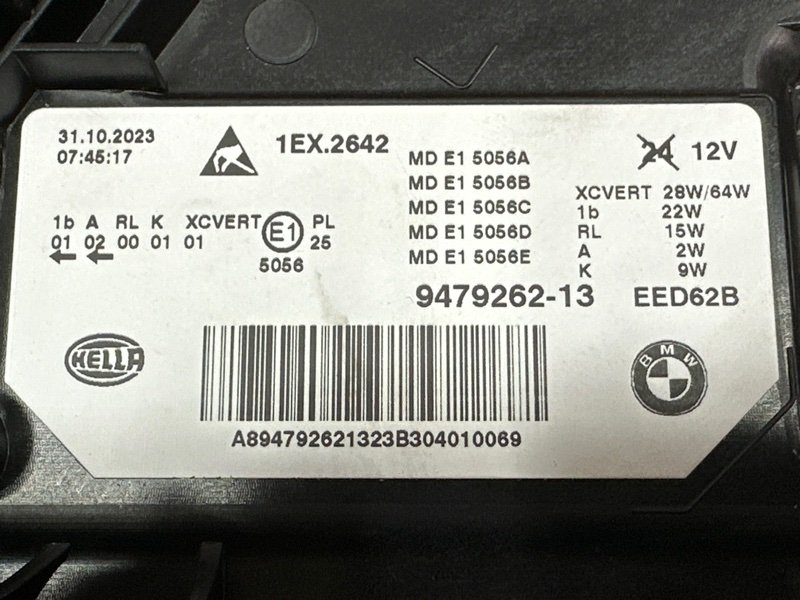 31.10.2023
07:45:17
1EX.2642
MD E1 5056A
MD E1 5056B
MD E1 5056C
MD E1 5056D
MD E1 5056E
24 12V
XCVERT 28W/64W
1b 22W
RL 15W
A 2W
K 9W
1b A RL K XCVERT E1 PL
01 02 00 01 01 25
5056
9479262-13 EED62B
HELLA
BMW
A894792621323B304010069